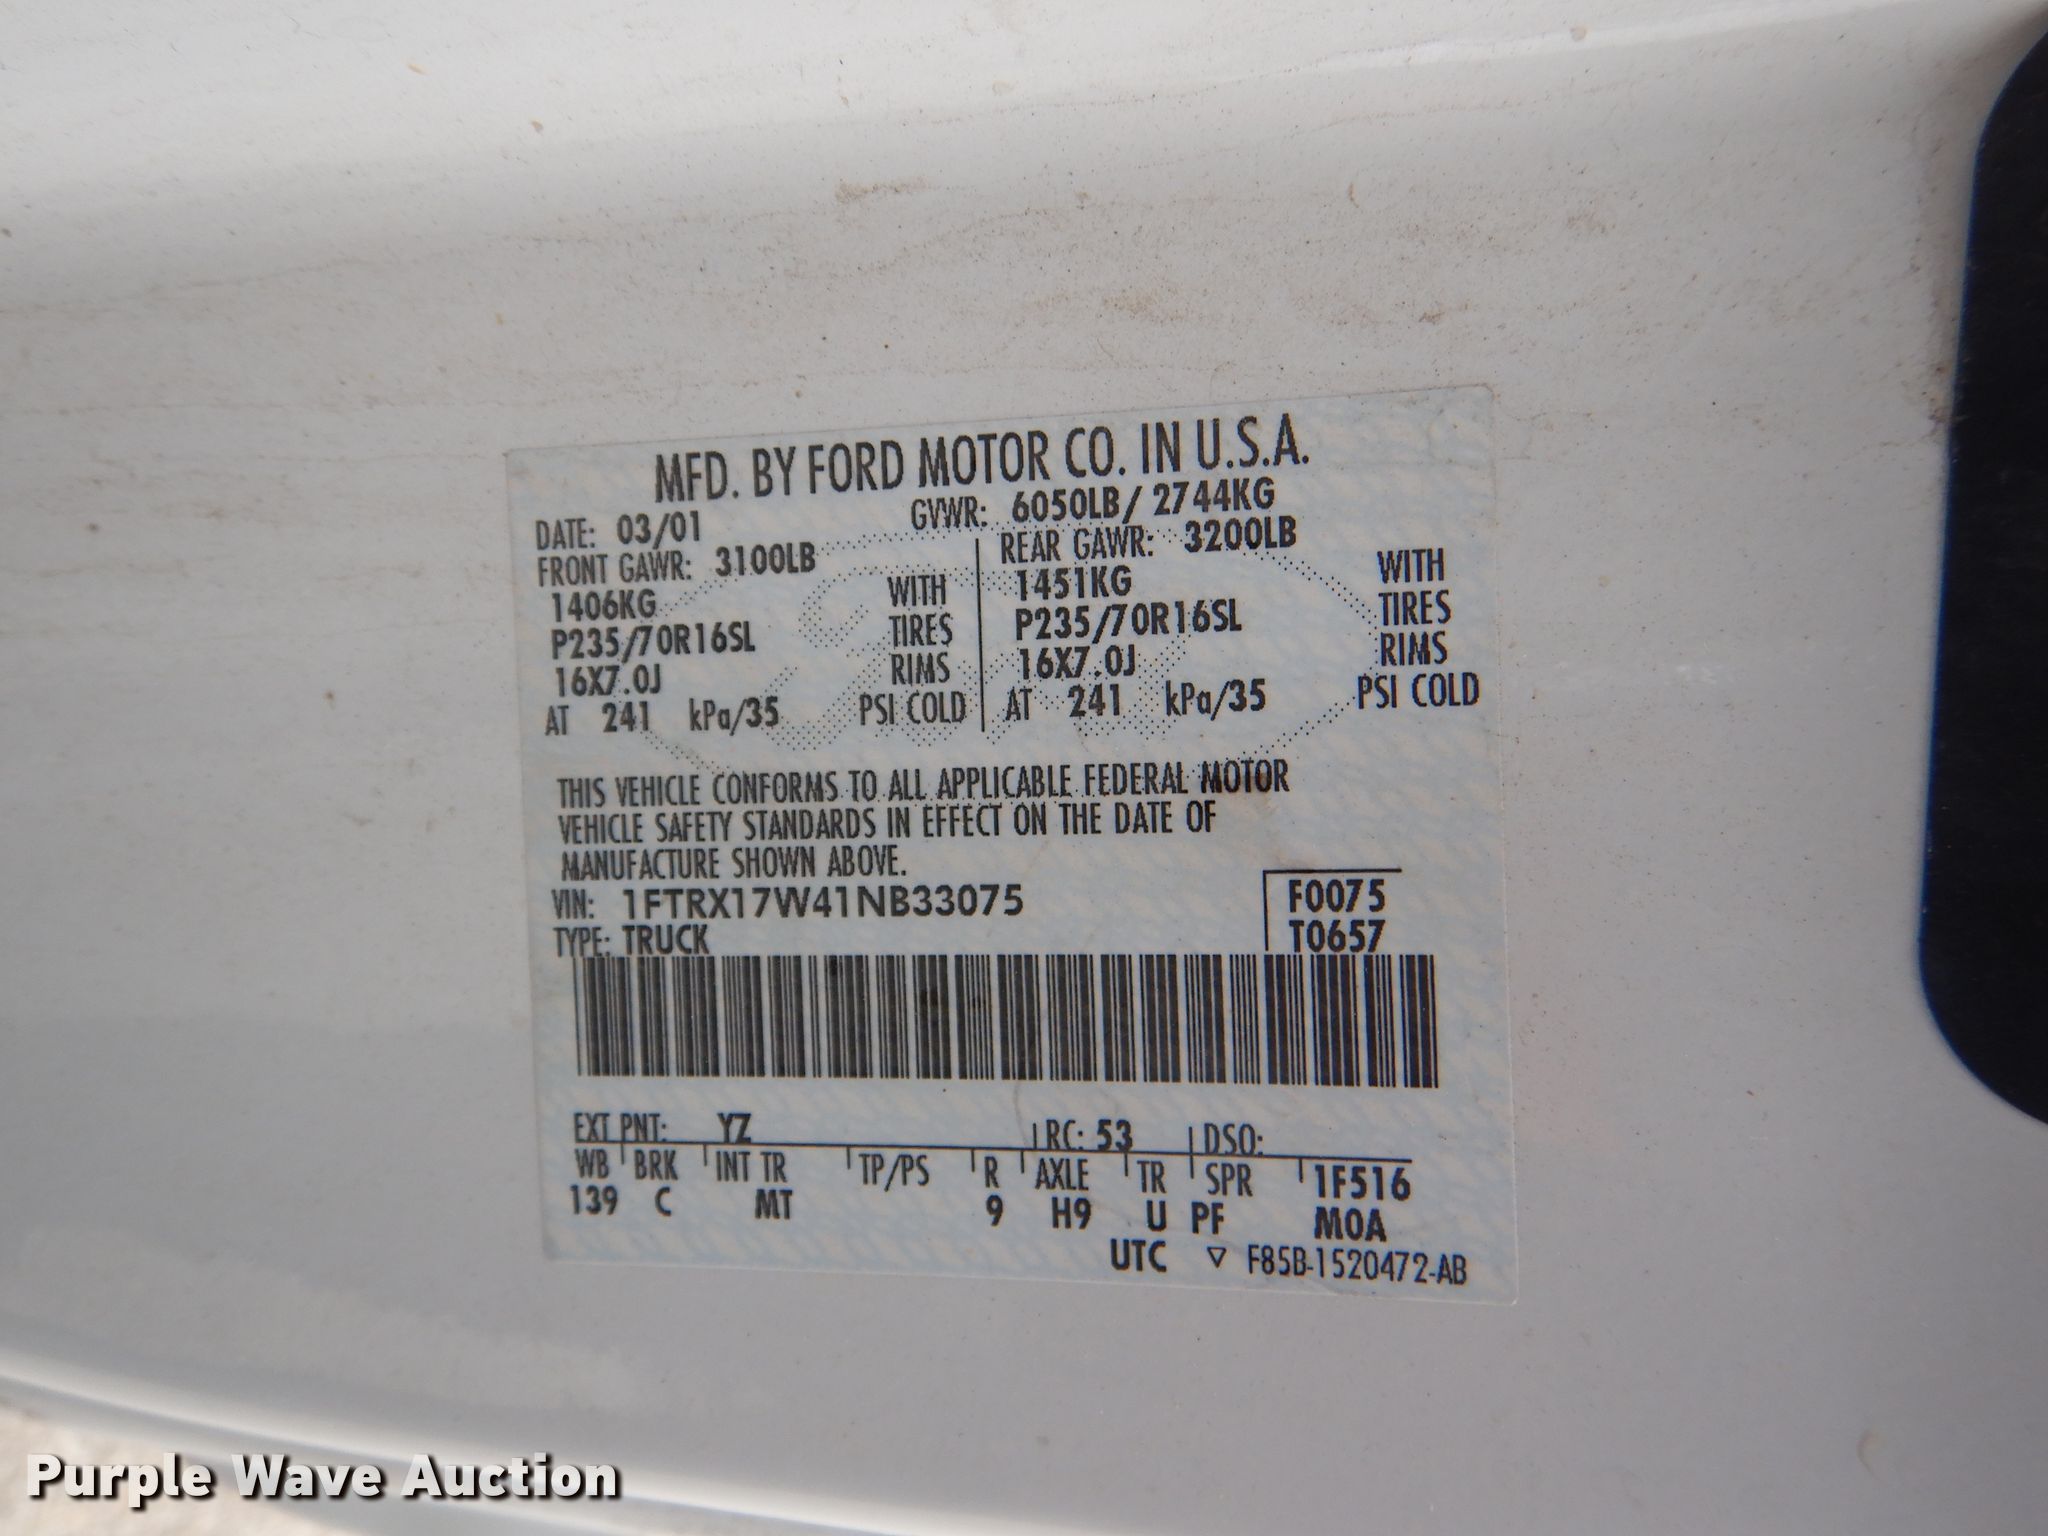 MFD. BY FORD MOTOR CO. IN U.S.A.
DATE: 03/01 GVWR: 6050LB/ 2744KG
FRONT GAWR: 3100LB REAR GAWR: 3200LB
1406KG WITH 1451KG WITH
P235/70R16SL TIRES P235/70R16SL TIRES
16X7.0J RIMS 16X7.0J RIMS
AT 241 kPa/35 PSI COLD AT 241 kPa/35 PSI COLD
THIS VEHICLE CONFORMS TO ALL APPLICABLE FEDERAL MOTOR
VEHICLE SAFETY STANDARDS IN EFFECT ON THE DATE OF
MANUFACTURE SHOWN ABOVE.
VIN: 1FTRX17W41NB33075 F0075
TYPE: TRUCK T0657
EXT PNT: YZ RC: 53 DSO:
WB BRK INT TR TP/PS R AXLE TR SPR 1F516
139 C MT 9 H9 U PF M0A
UTC ▽ F85B-1520472-AB
Purple Wave Auction